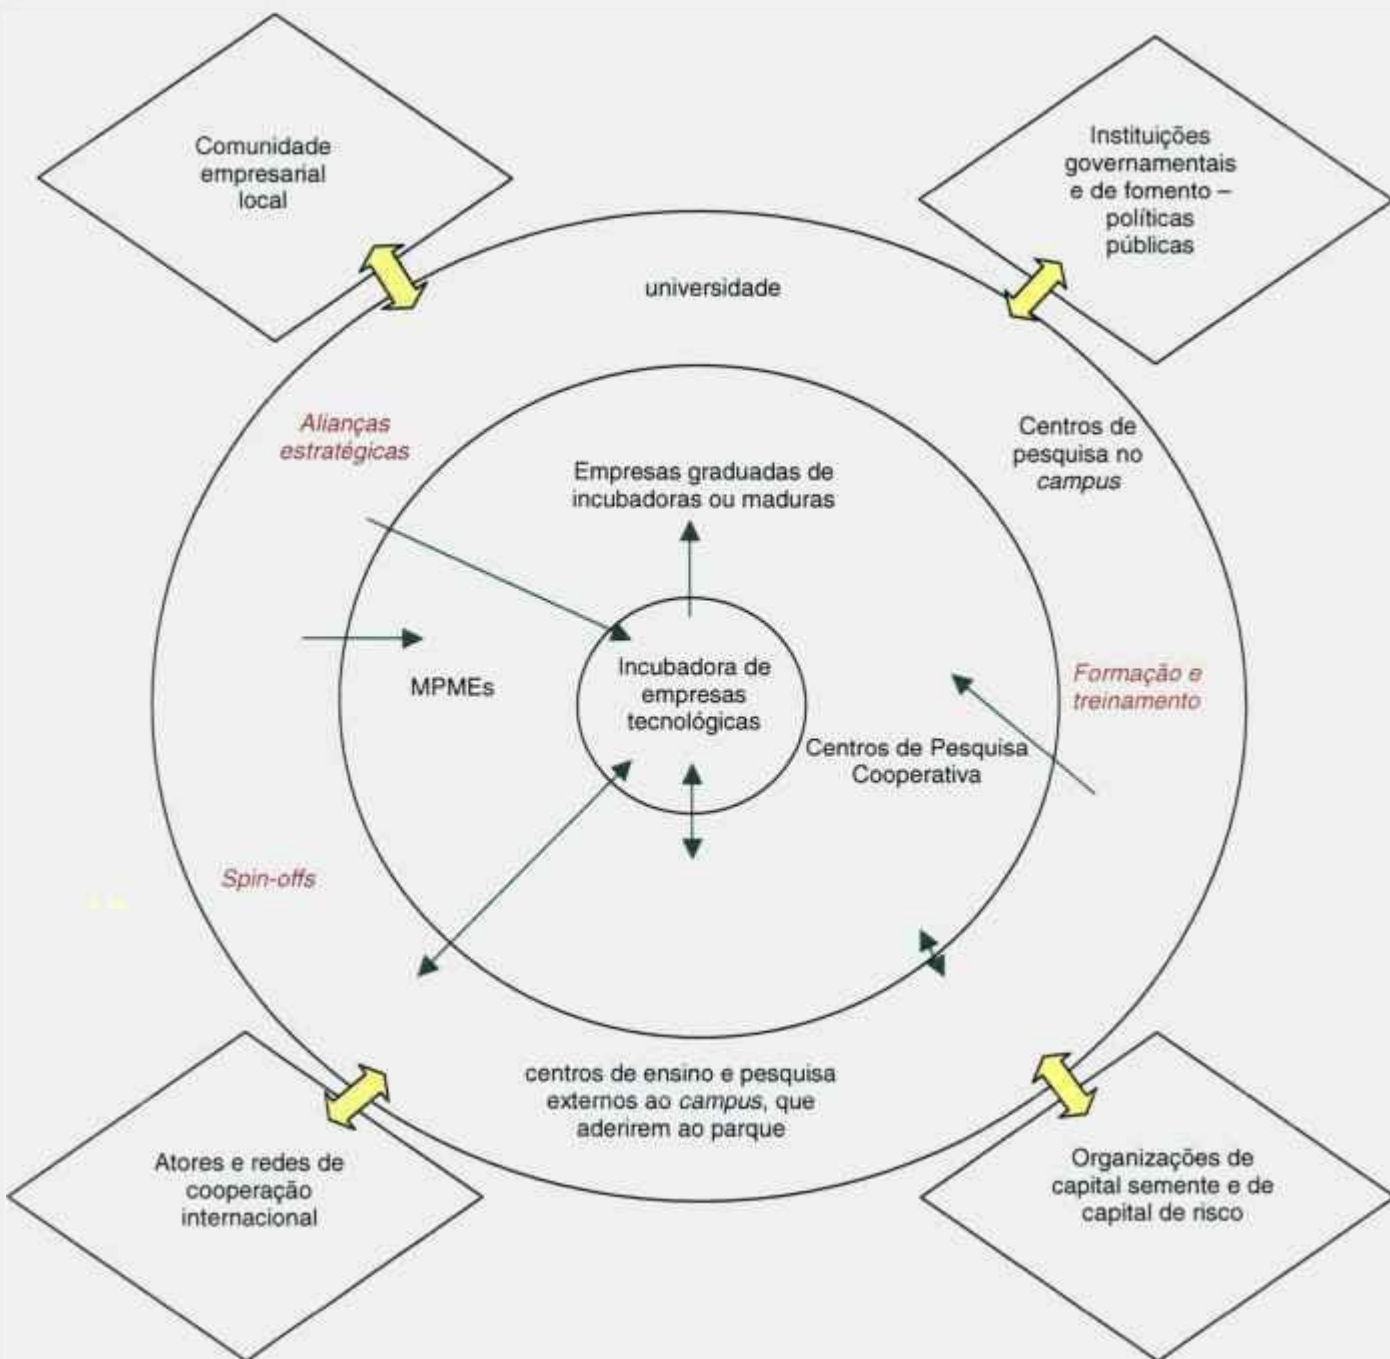 Comunidade
empresarial
local
Instituições
governamentais
e de fomento –
políticas
públicas
universidade
Alianças
estratégicas
Centros de
pesquisa no
campus
Empresas graduadas de
incubadoras ou maduras
MPMEs
Incubadora de
empresas
tecnológicas
Formação e
treinamento
Centros de Pesquisa
Cooperativa
Spin-offs
centros de ensino e pesquisa
externos ao campus, que
aderirem ao parque
Atores e redes de
cooperação
internacional
Organizações de
capital semente e de
capital de risco